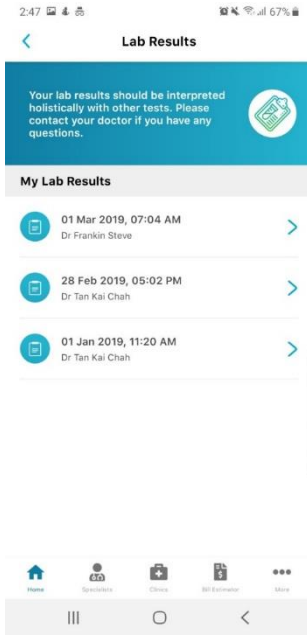 2:47 67%
Lab Results
Your lab results should be interpreted
holistically with other tests. Please
contact your doctor if you have any
questions.
My Lab Results
01 Mar 2019, 07:04 AM
Dr Frankin Steve
28 Feb 2019, 05:02 PM
Dr Tan Kai Chah
01 Jan 2019, 11:20 AM
Dr Tan Kai Chah
Home Specialists Clinics Bill Estimator More